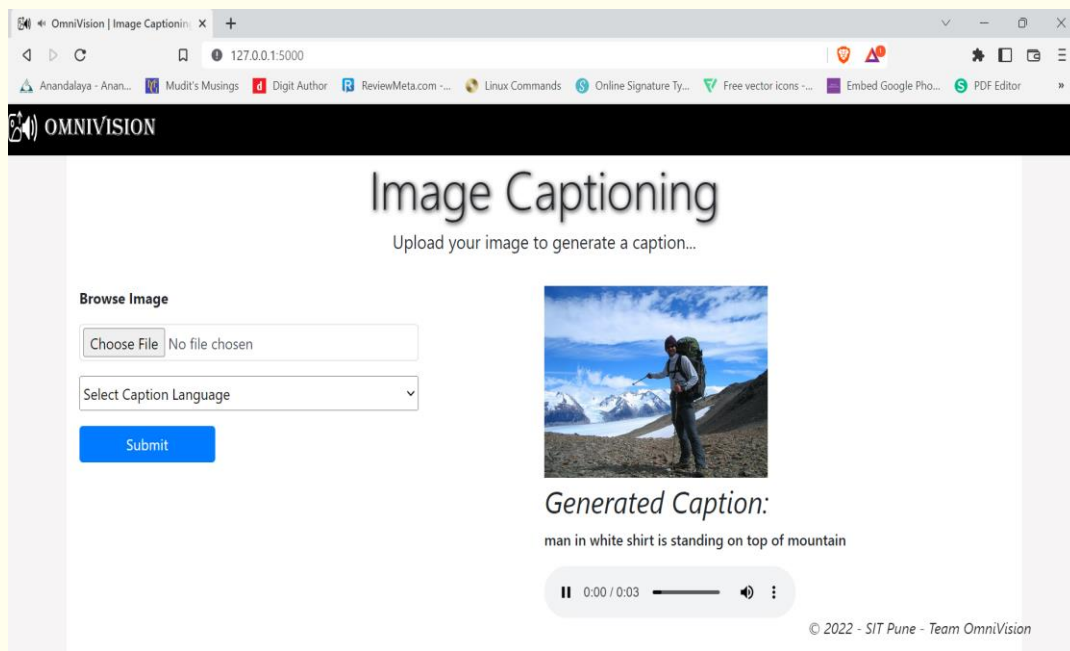 OmniVision | Image Captioning
127.0.0.1:5000
Anandalaya - Anan... Mudit's Musings Digit Author ReviewMeta.com -... Linux Commands Online Signature Ty... Free vector icons -... Embed Google Pho... PDF Editor »
OMNIVISION
Image Captioning
Upload your image to generate a caption...
Browse Image
Choose File No file chosen
Select Caption Language
Submit
Generated Caption:
man in white shirt is standing on top of mountain
0:00 / 0:03
© 2022 - SIT Pune - Team OmniVision